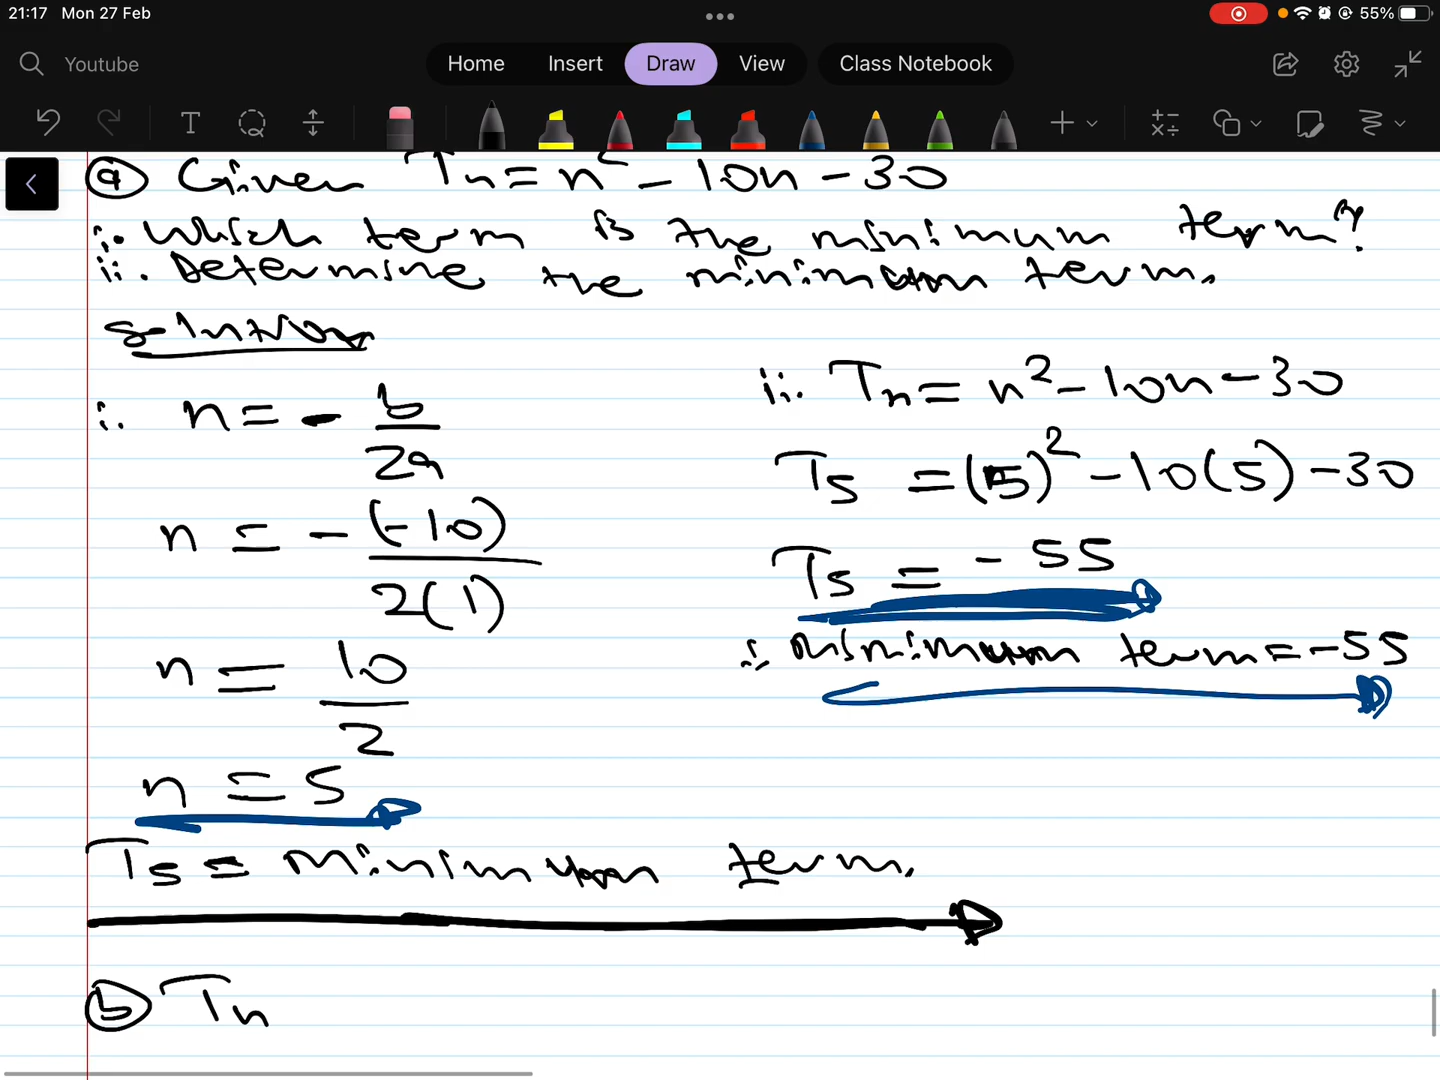 21:17 Mon 27 Feb
55%
Youtube
Home Insert Draw View Class Notebook
T
(a) Given Tn = n² - 10n - 30
i. Which term is the minimum term?
ii. Determine the minimum term.
solution
i. n = - b/2a
n = - (-10)/2(1)
n = 10/2
n = 5
T5 = minimum term.
ii. Tn = n² - 10n - 30
T5 = (5)² - 10(5) - 30
T5 = - 55
∴ minimum term = -55
(b) Tn